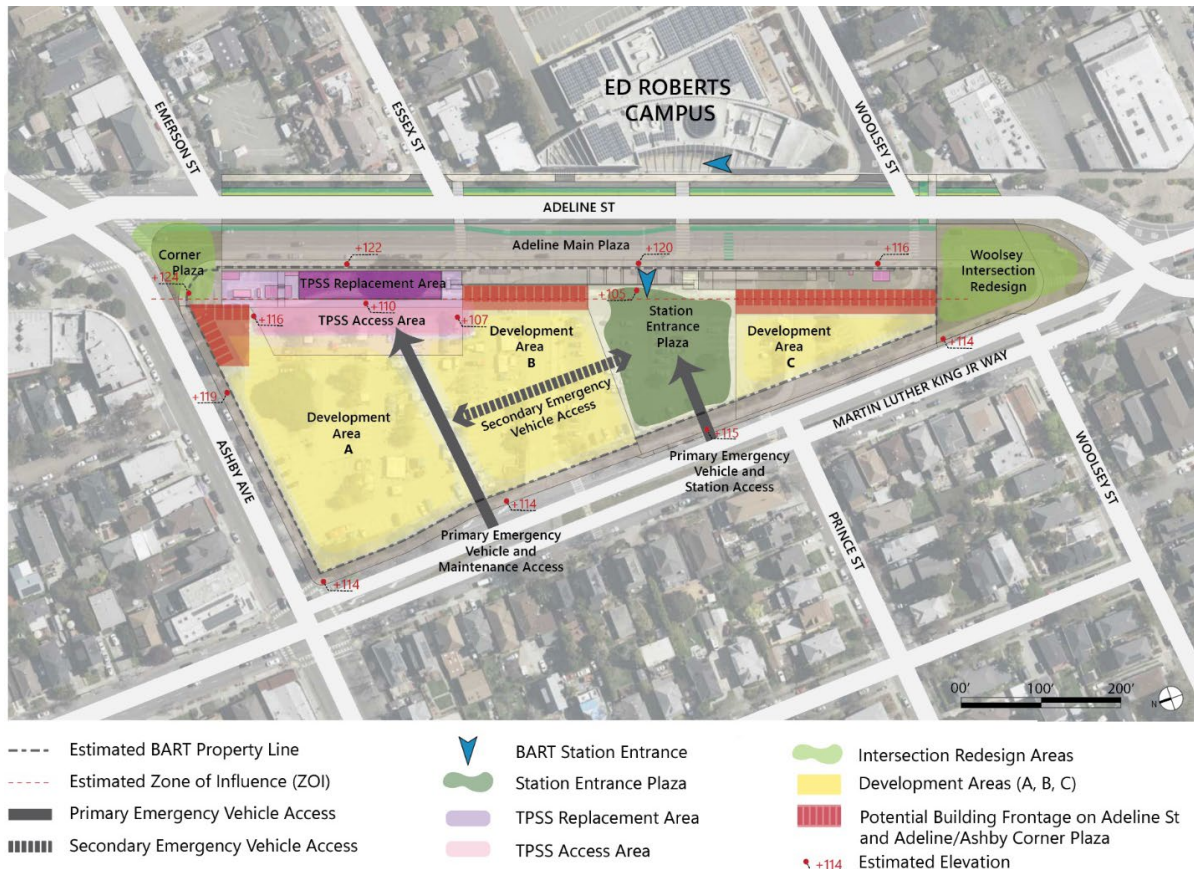 ED ROBERTS
CAMPUS
EMERSON ST
ESSEX ST
WOOLSEY ST
ADELINE ST
Adeline Main Plaza
Corner
Plaza
+124
+122
+120
+116
Woolsey
Intersection
Redesign
TPSS Replacement Area
+110
+105
+116
TPSS Access Area
+107
Development
Area
B
Station
Entrance
Plaza
Development
Area
C
+114
Secondary Emergency
Vehicle Access
+119
Development
Area
A
+115
MARTIN LUTHER KING JR WAY
ASHBY AVE
Primary Emergency
Vehicle and
Station Access
WOOLSEY ST
+114
Primary Emergency
Vehicle and
Maintenance Access
PRINCE ST
+114
00' 100' 200'
N
Estimated BART Property Line
Estimated Zone of Influence (ZOI)
Primary Emergency Vehicle Access
Secondary Emergency Vehicle Access
BART Station Entrance
Station Entrance Plaza
TPSS Replacement Area
TPSS Access Area
Intersection Redesign Areas
Development Areas (A, B, C)
Potential Building Frontage on Adeline St
and Adeline/Ashby Corner Plaza
+114 Estimated Elevation